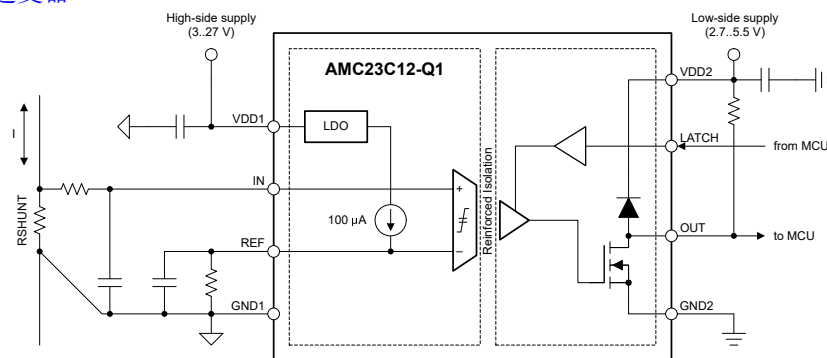 High-side supply
(3..27 V)
Low-side supply
(2.7..5.5 V)
AMC23C12-Q1
VDD1
LDO
VDD2
LATCH
from MCU
I
IN
100 μA
Reinforced Isolation
RSHUNT
REF
OUT
to MCU
GND1
GND2